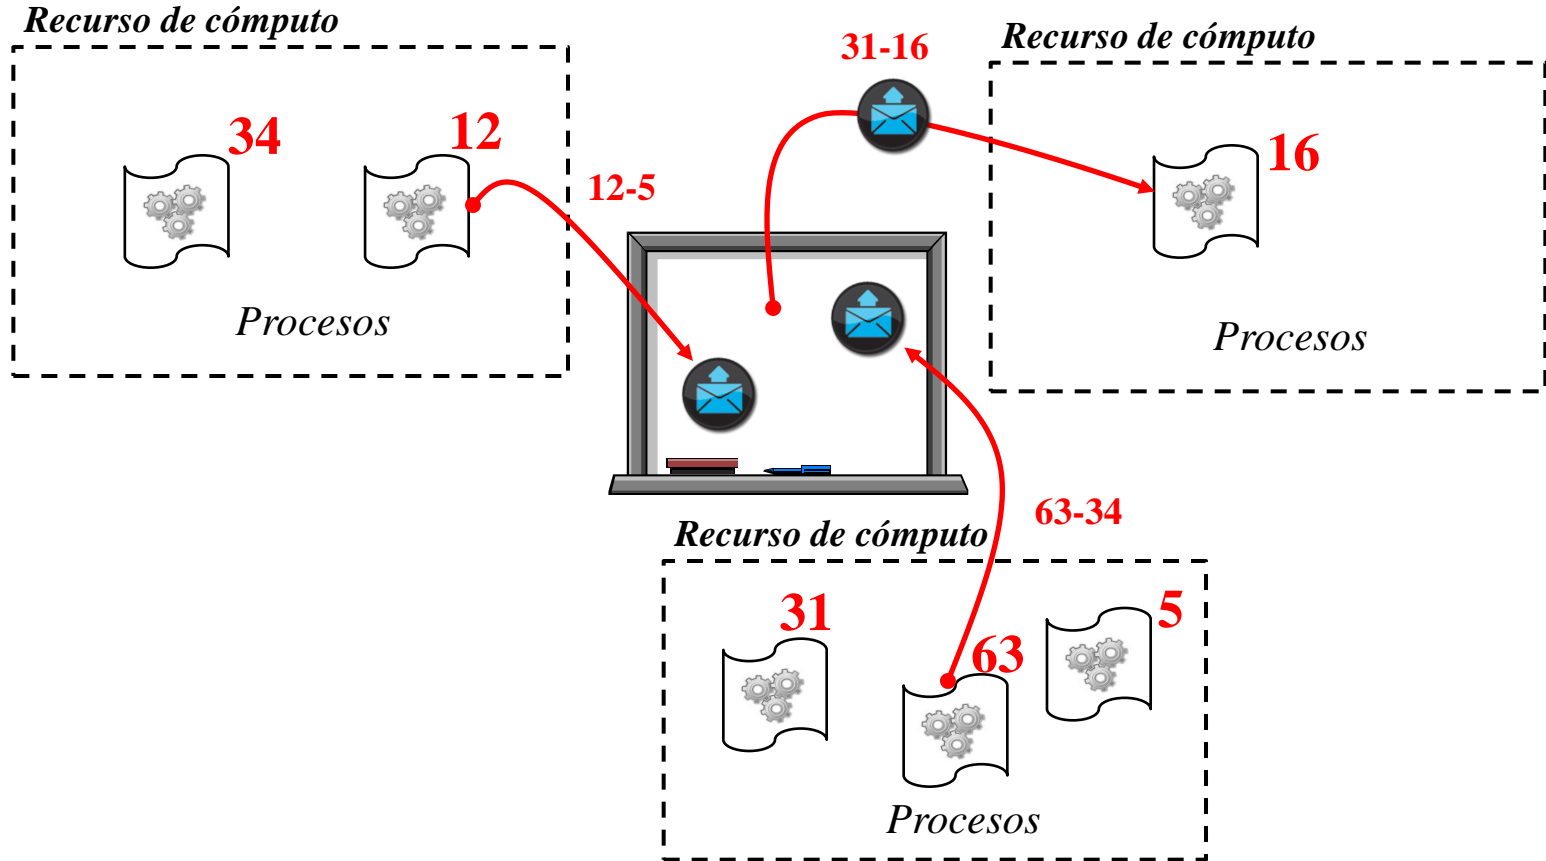 Recurso de cómputo
34
12
Procesos
12-5
31-16
Recurso de cómputo
16
Procesos
63-34
Recurso de cómputo
31
63
5
Procesos